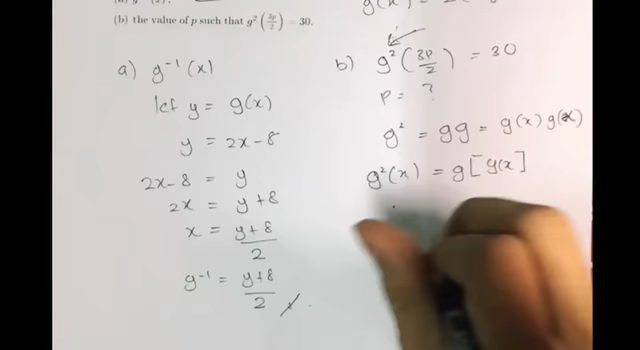 (b) the value of p such that g² (3p/2) = 30.
a) g⁻¹ (x)
let y = g(x)
y = 2x - 8
2x - 8 = y
2x = y + 8
x = y + 8 / 2
g⁻¹ = y + 8 / 2
g(x) =
b) g² (3P/2) = 30
P = ?
g² = gg = g(x) g(x)
g²(x) = g[g(x]